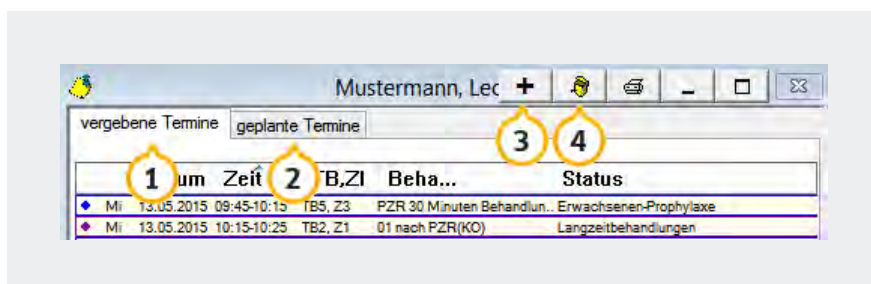 Mustermann, Lec
vergebene Termine geplante Termine
3 4
1 um Zeit 2 TB,ZI Beha... Status
Mi 13.05.2015 09:45-10:15 TB5, Z3 PZR 30 Minuten Behandlun.. Erwachsenen-Prophylaxe
Mi 13.05.2015 10:15-10:25 TB2, Z1 01 nach PZR(KO) Langzeitbehandlungen